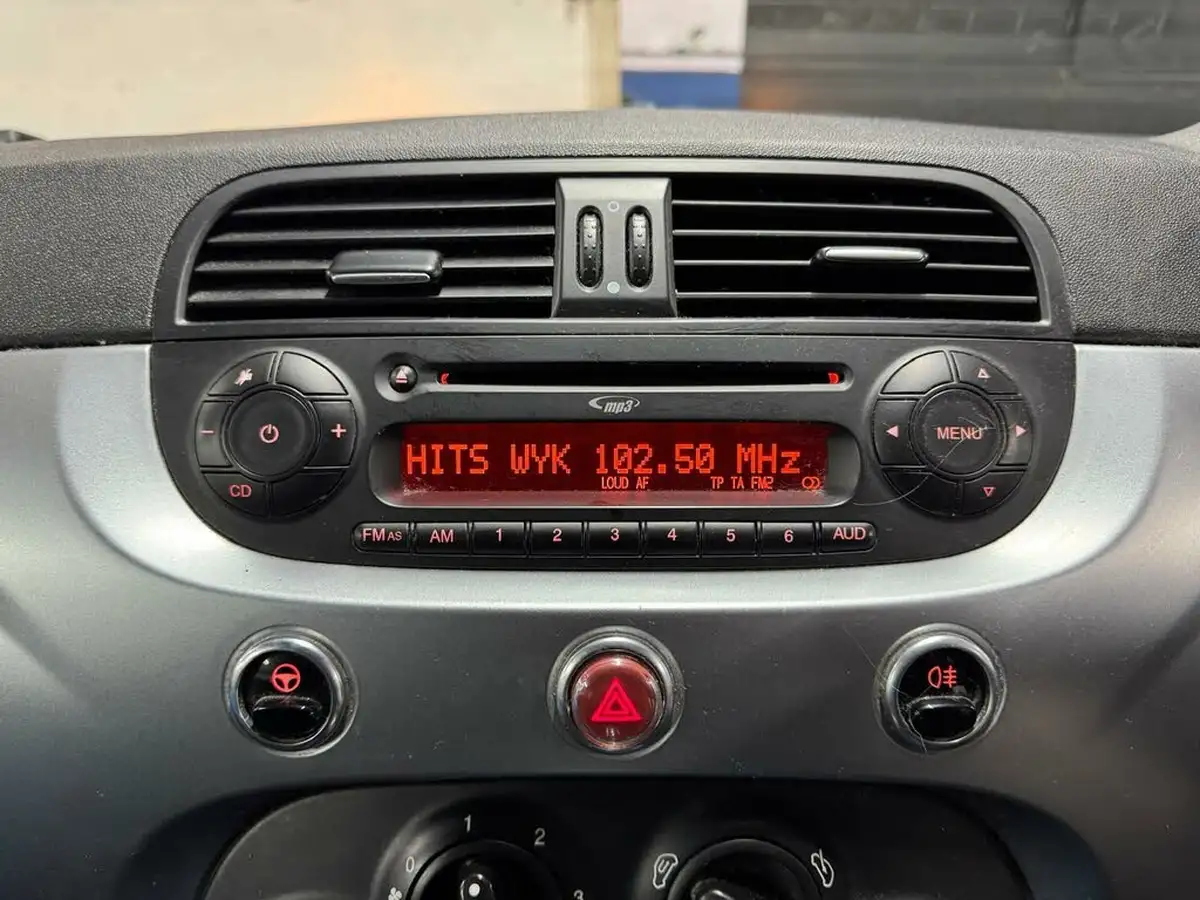 mp3
HITS WYK 102.50 MHz
LOUD AF TP TA FM2
MENU
CD
FM AS AM 1 2 3 4 5 6 AUD
0 1 2 3